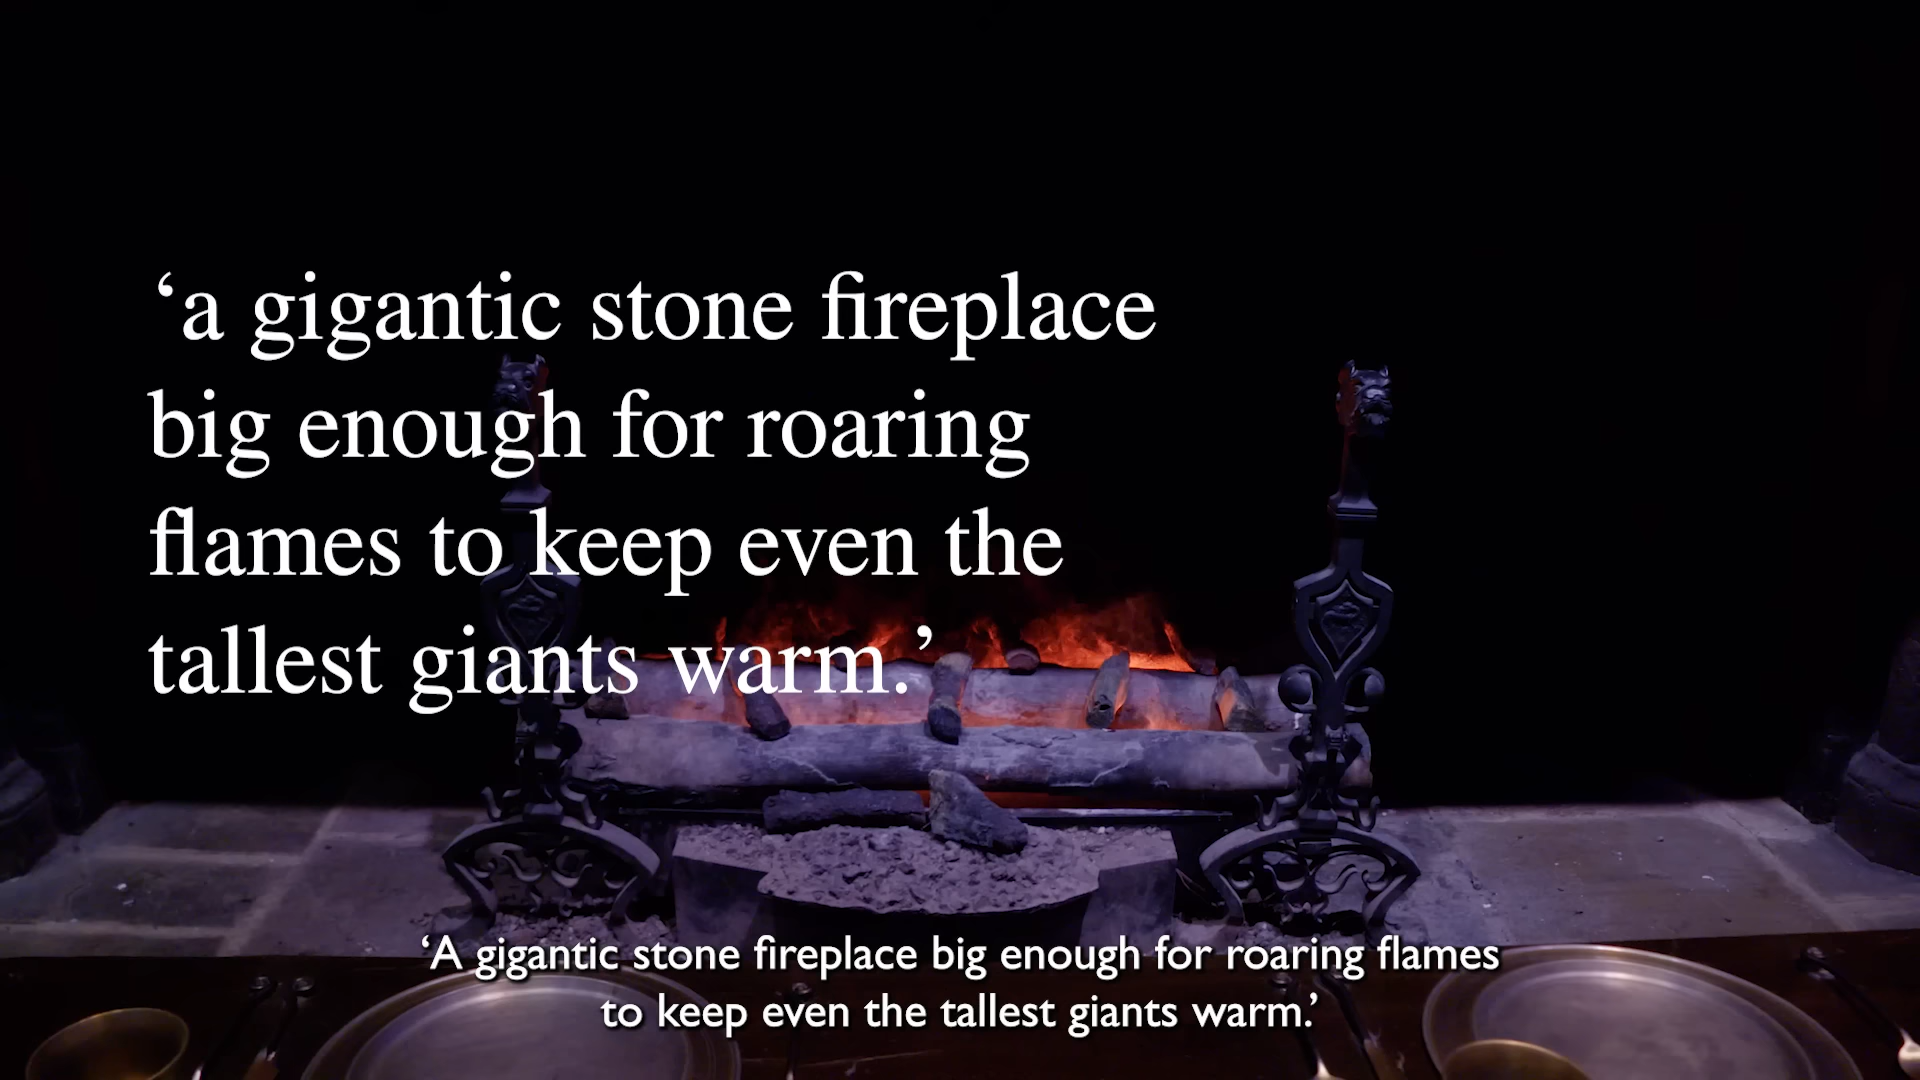 ‘a gigantic stone fireplace
big enough for roaring
flames to keep even the
tallest giants warm.’
‘A gigantic stone fireplace big enough for roaring flames
to keep even the tallest giants warm.’